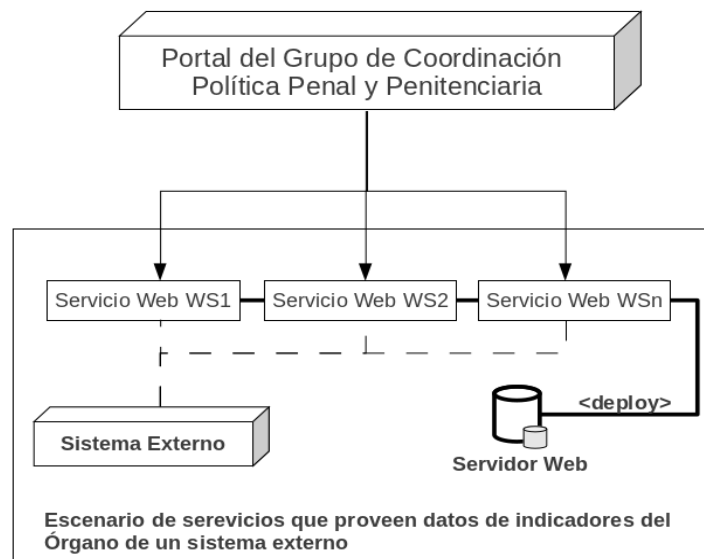 Portal del Grupo de Coordinación
Política Penal y Penitenciaria
Servicio Web WS1
Servicio Web WS2
Servicio Web WSn
<deploy>
Sistema Externo
Servidor Web
Escenario de serevicios que proveen datos de indicadores del
Órgano de un sistema externo